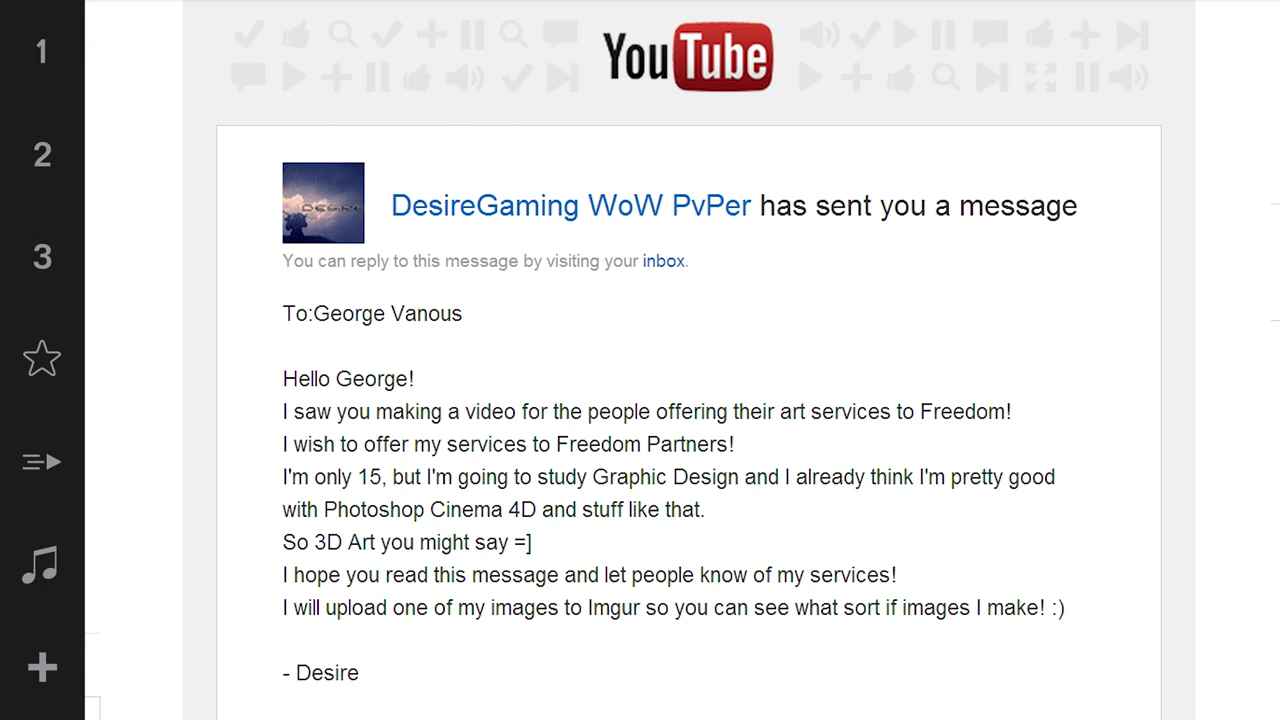 1
2
3
YouTube
DESIRE
DesireGaming WoW PvPer has sent you a message
You can reply to this message by visiting your inbox.
To:George Vanous
Hello George!
I saw you making a video for the people offering their art services to Freedom!
I wish to offer my services to Freedom Partners!
I'm only 15, but I'm going to study Graphic Design and I already think I'm pretty good
with Photoshop Cinema 4D and stuff like that.
So 3D Art you might say =]
I hope you read this message and let people know of my services!
I will upload one of my images to Imgur so you can see what sort if images I make! :)
- Desire